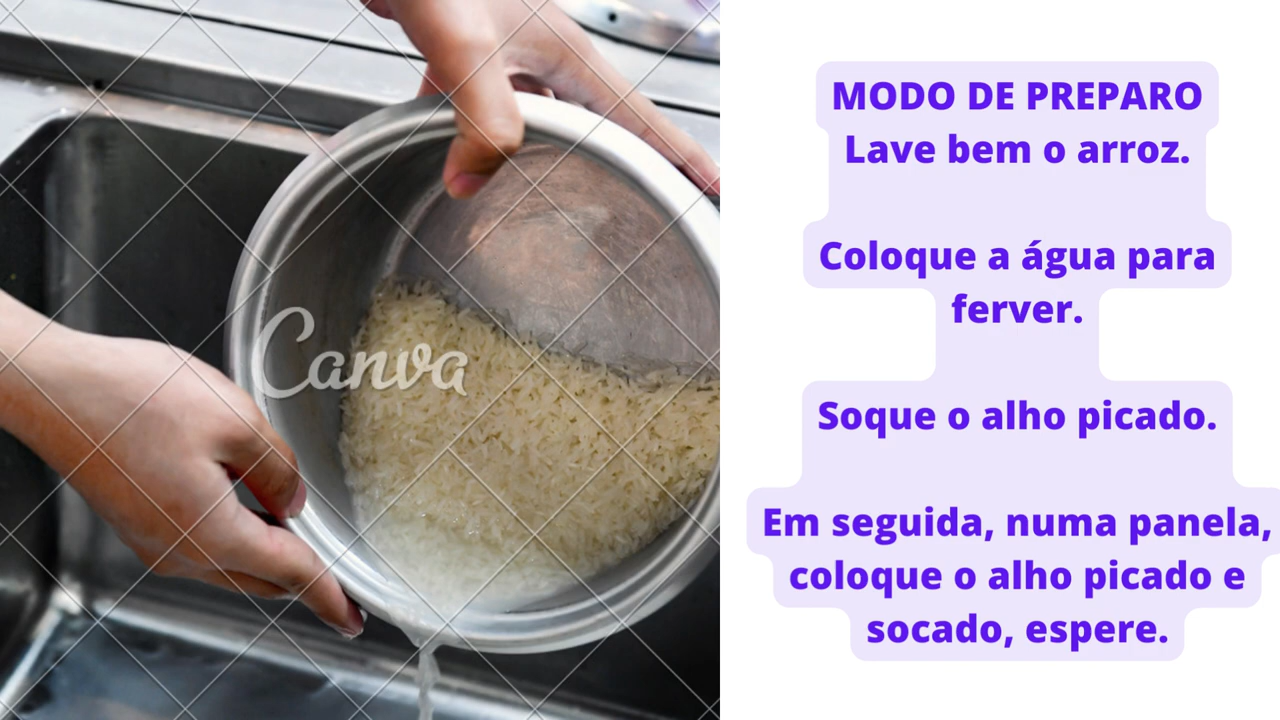 Canva
MODO DE PREPARO
Lave bem o arroz.
Coloque a água para
ferver.
Soque o alho picado.
Em seguida, numa panela,
coloque o alho picado e
socado, espere.